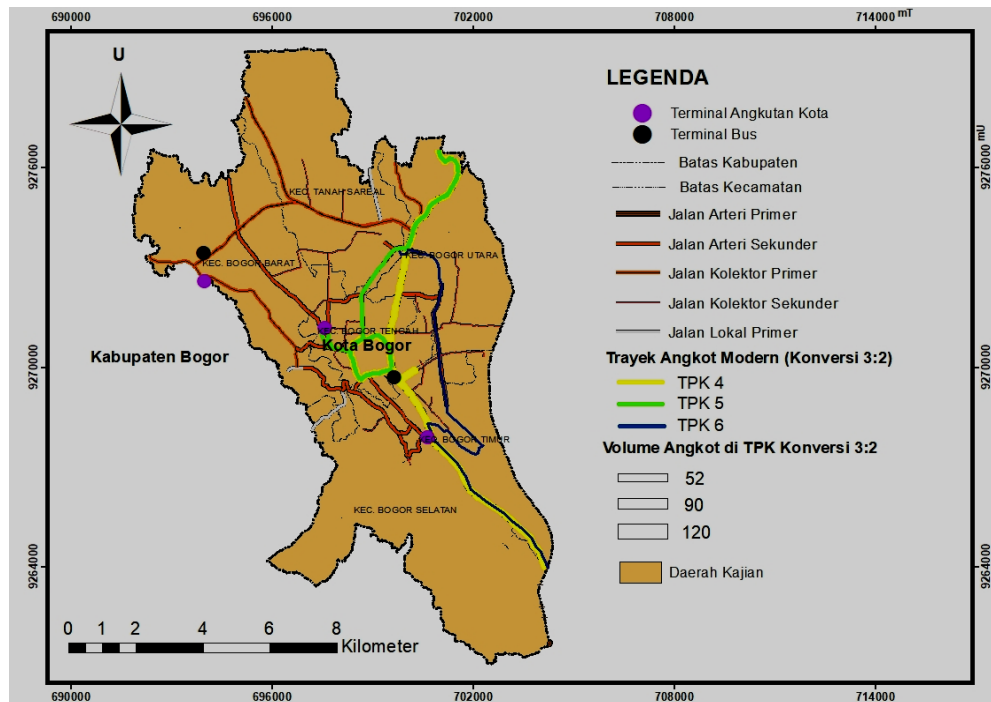 690000 696000 702000 708000 714000 mT
U
9276000 9276000 mU
9270000 9270000
9264000 9264000
KEC. TANAH SAREAL
KEC. BOGOR UTARA
KEC. BOGOR BARAT
KEC. BOGOR TENGAH
Kota Bogor
Kabupaten Bogor
KEC. BOGOR TIMUR
KEC. BOGOR SELATAN
0 1 2 4 6 8
Kilometer
LEGENDA
Terminal Angkutan Kota
Terminal Bus
Batas Kabupaten
Batas Kecamatan
Jalan Arteri Primer
Jalan Arteri Sekunder
Jalan Kolektor Primer
Jalan Kolektor Sekunder
Jalan Lokal Primer
Trayek Angkot Modern (Konversi 3:2)
TPK 4
TPK 5
TPK 6
Volume Angkot di TPK Konversi 3:2
52
90
120
Daerah Kajian
690000 696000 702000 708000 714000